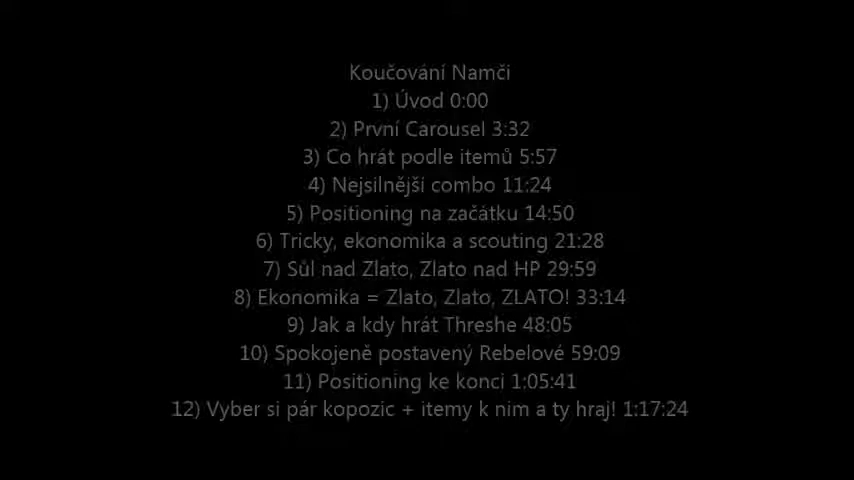 Koučování Namči
1) Úvod 0:00
2) První Carousel 3:32
3) Co hrát podle itemů 5:57
4) Nejsilnější combo 11:24
5) Positioning na začátku 14:50
6) Tricky, ekonomika a scouting 21:28
7) Sůl nad Zlato, Zlato nad HP 29:59
8) Ekonomika = Zlato, Zlato, ZLATO! 33:14
9) Jak a kdy hrát Threshe 48:05
10) Spokojeně postavený Rebelové 59:09
11) Positioning ke konci 1:05:41
12) Vyber si pár kopozic + itemy k nim a ty hraj! 1:17:24